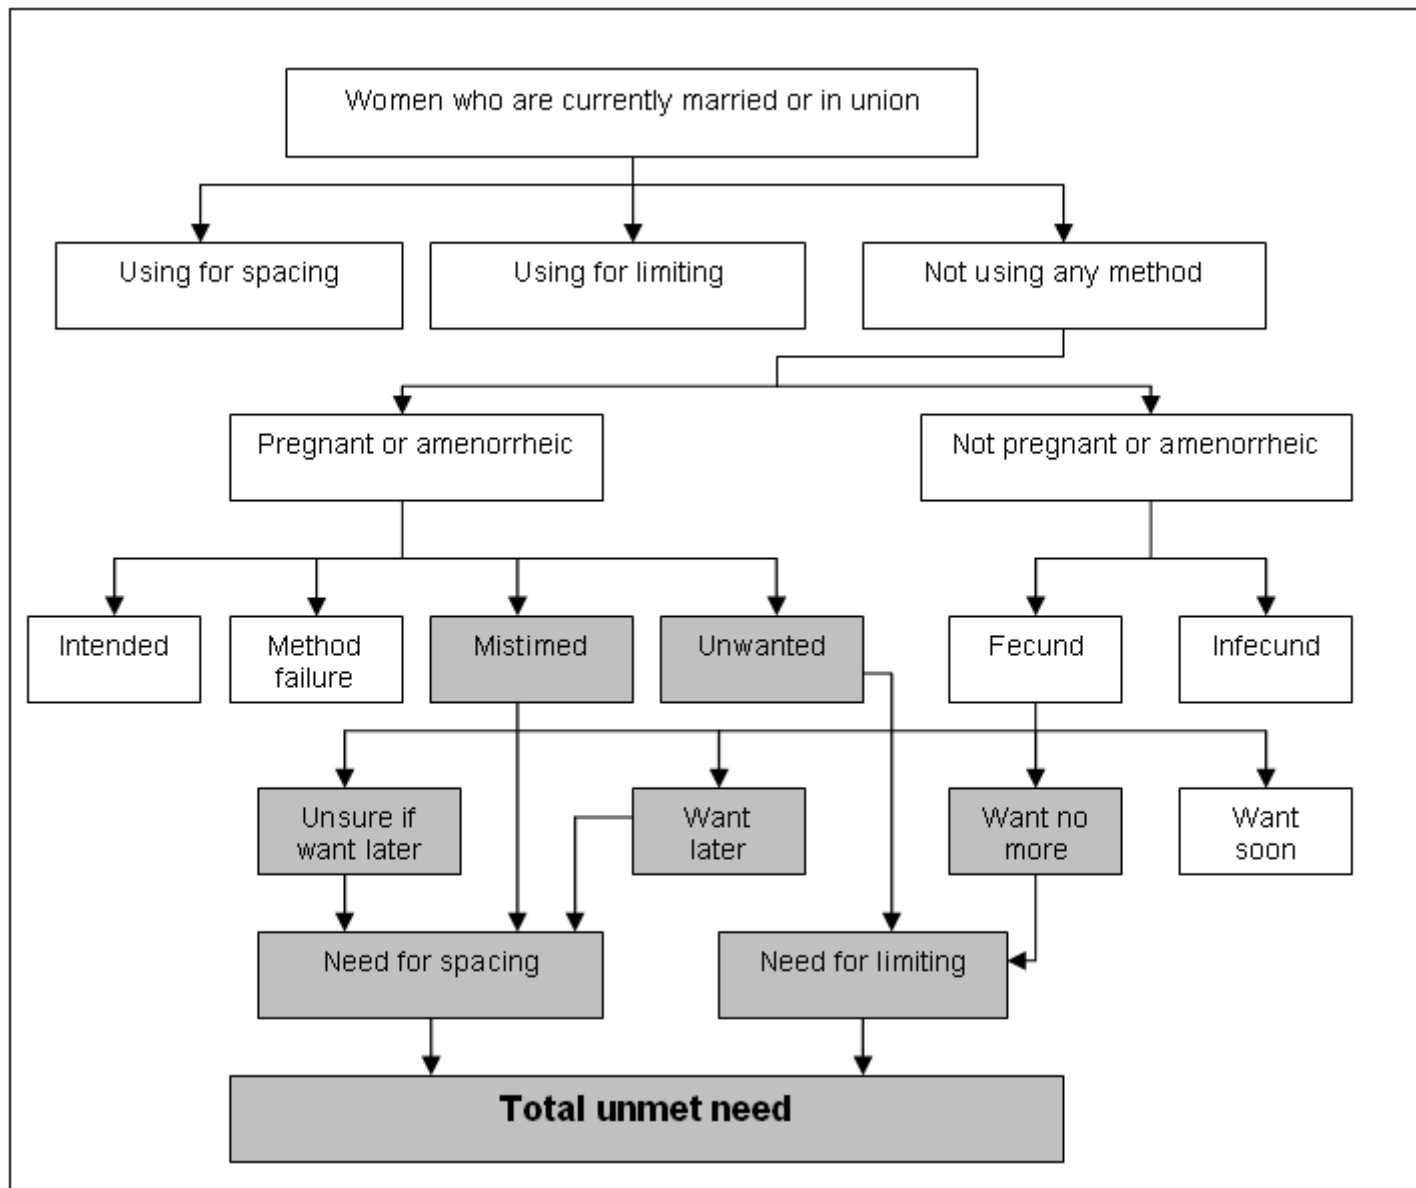 Women who are currently married or in union
Using for spacing
Using for limiting
Not using any method
Pregnant or amenorrheic
Not pregnant or amenorrheic
Intended
Method
failure
Mistimed
Unwanted
Fecund
Infecund
Unsure if
want later
Want
later
Want no
more
Want
soon
Need for spacing
Need for limiting
Total unmet need